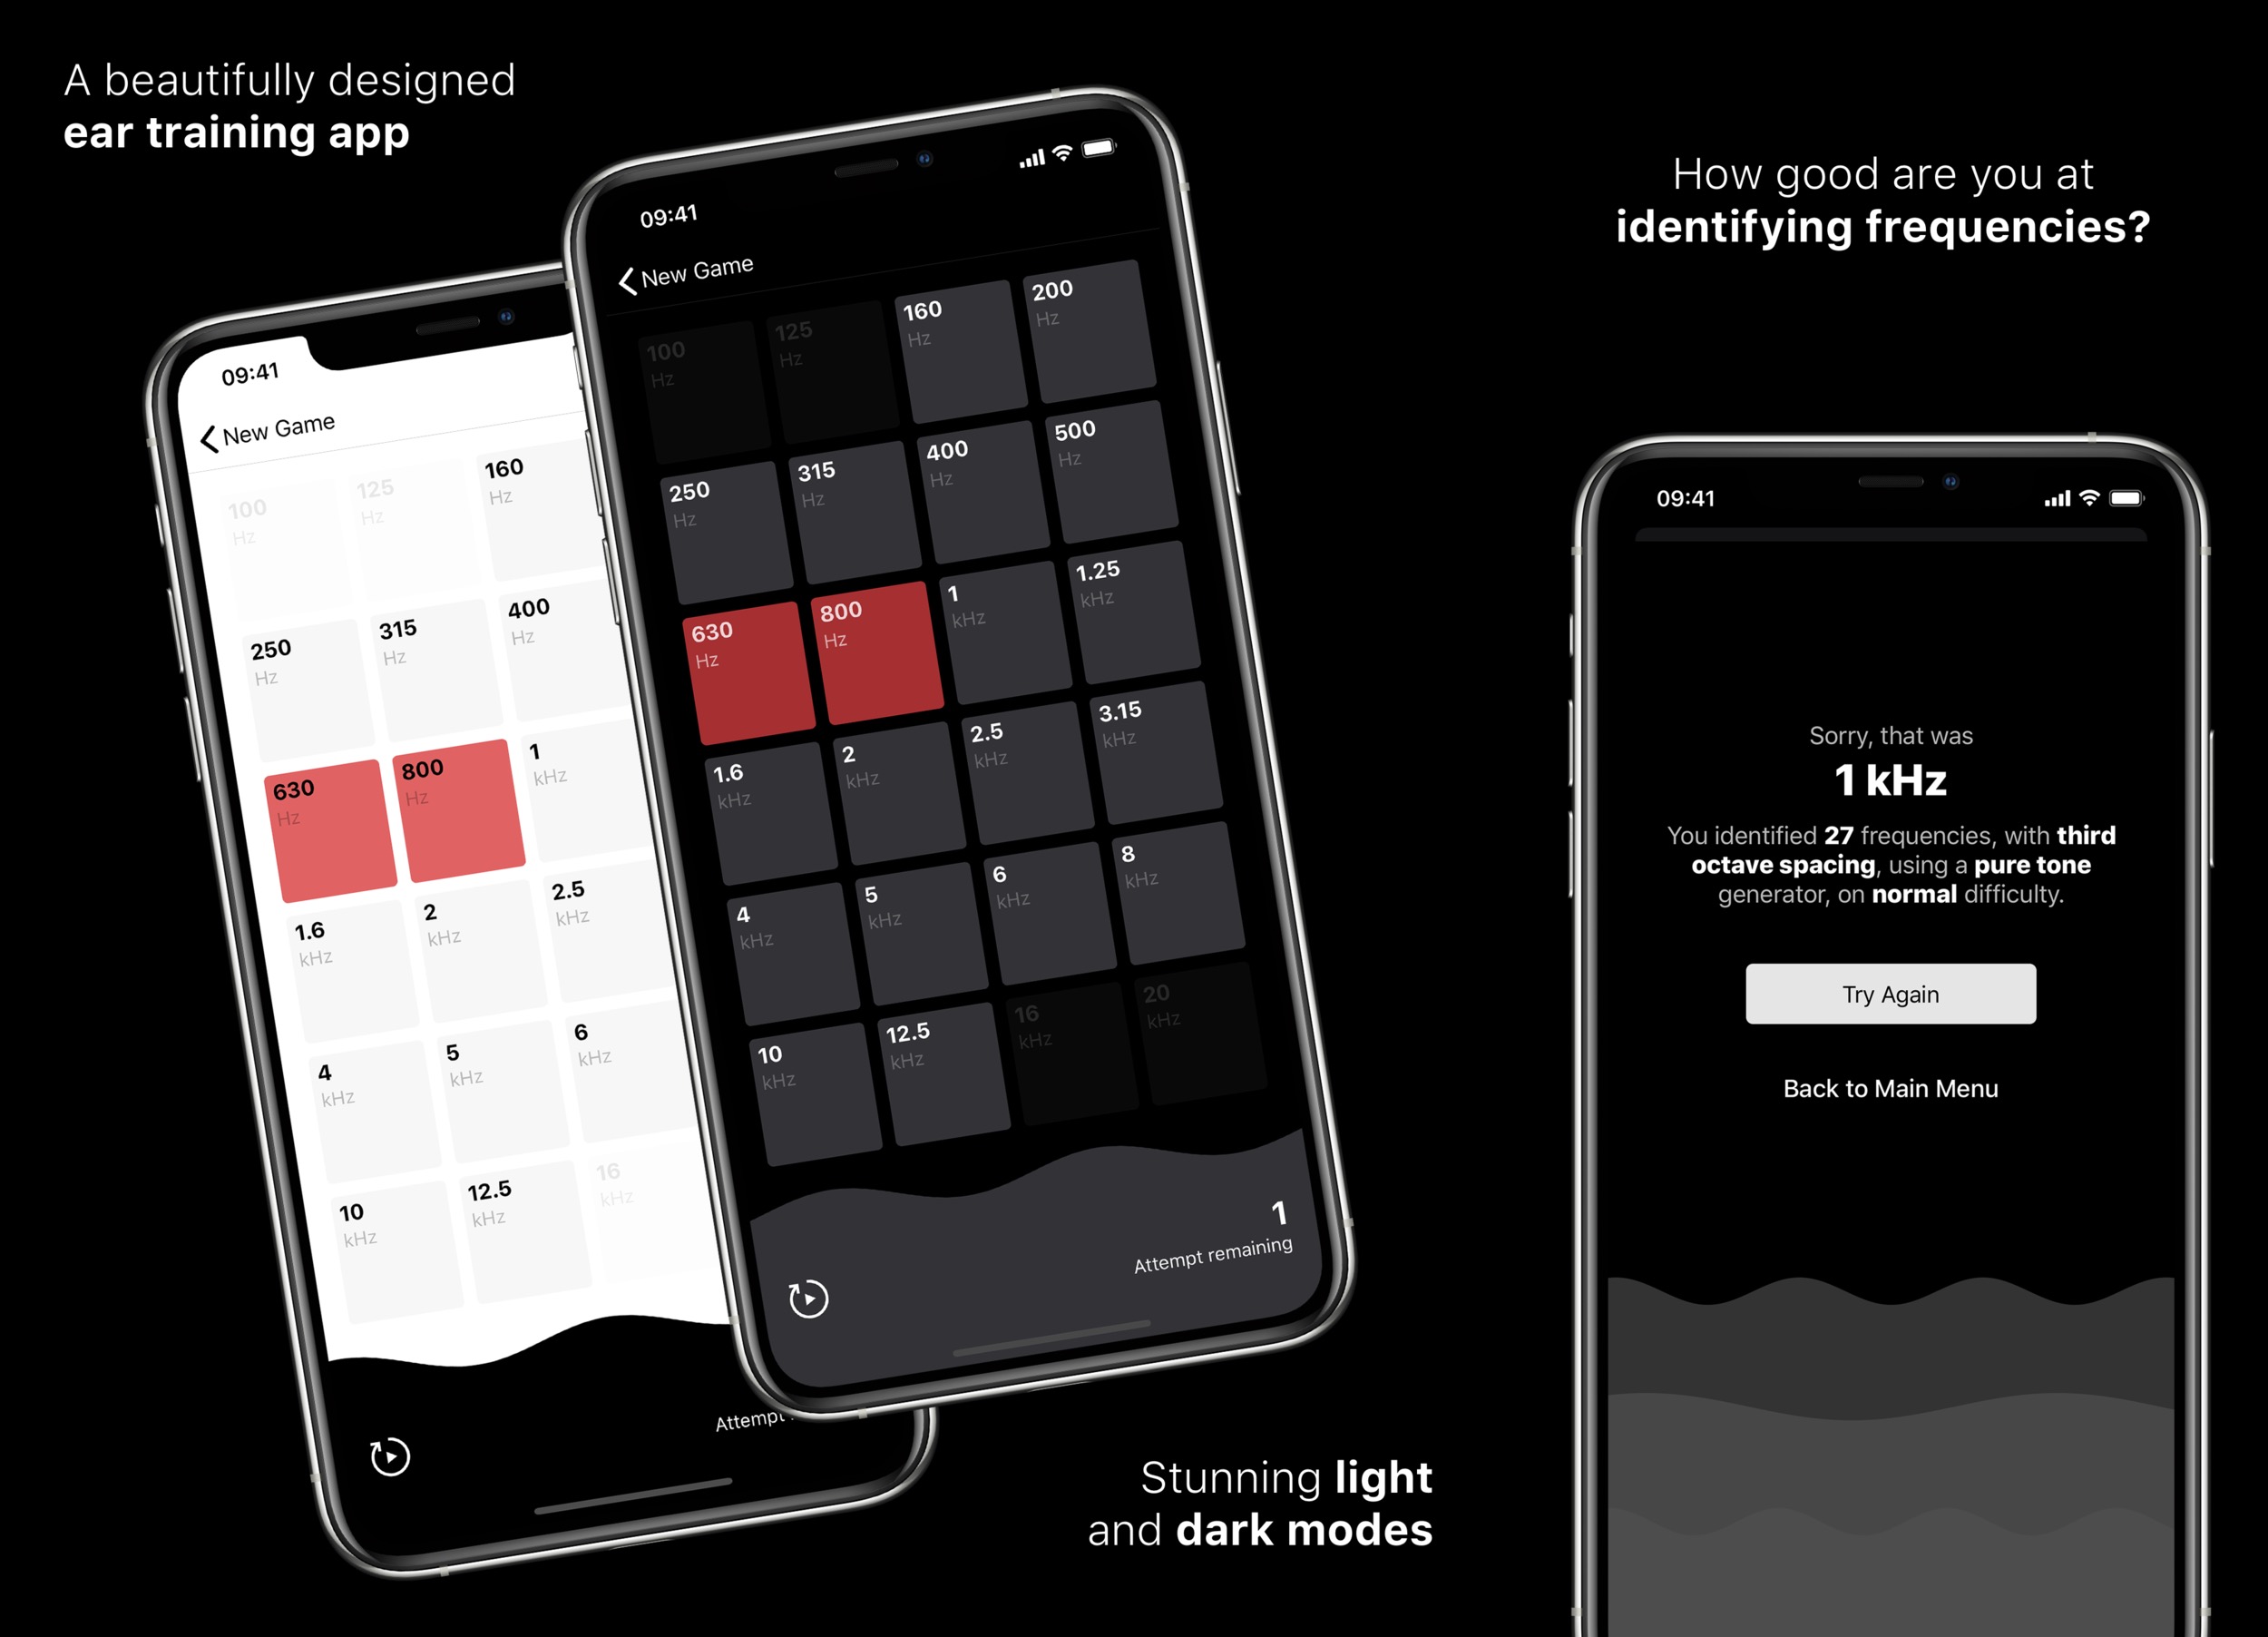 A beautifully designed
ear training app
09:41
New Game
100
Hz
125
Hz
160
Hz
250
Hz
315
Hz
400
Hz
630
Hz
800
Hz
1
kHz
1.6
kHz
2
kHz
2.5
kHz
4
kHz
5
kHz
6
kHz
10
kHz
12.5
kHz
16
kHz
Attempt
09:41
New Game
100
Hz
125
Hz
160
Hz
200
Hz
250
Hz
315
Hz
400
Hz
500
Hz
630
Hz
800
Hz
1
kHz
1.25
kHz
1.6
kHz
2
kHz
2.5
kHz
3.15
kHz
4
kHz
5
kHz
6
kHz
8
kHz
10
kHz
12.5
kHz
16
kHz
20
kHz
1
Attempt remaining
Stunning light
and dark modes
How good are you at
identifying frequencies?
09:41
Sorry, that was
1 kHz
You identified 27 frequencies, with third
octave spacing, using a pure tone
generator, on normal difficulty.
Try Again
Back to Main Menu